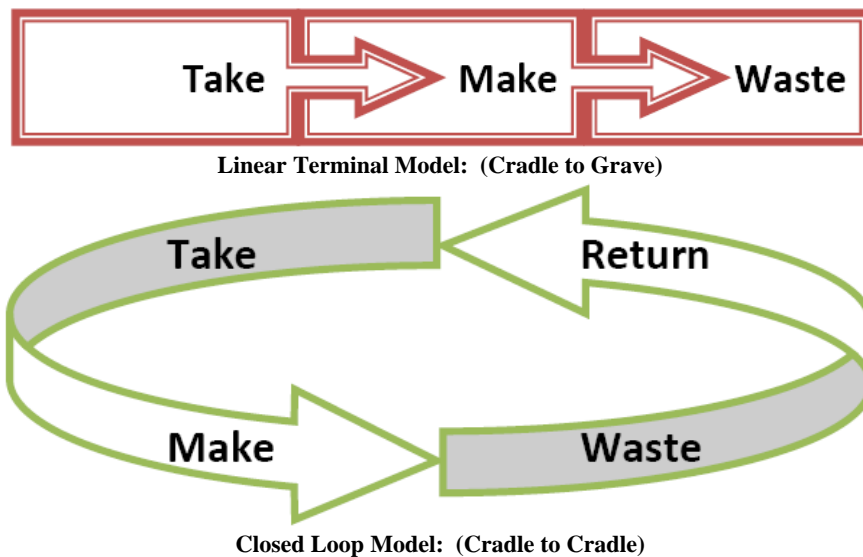 Take Make Waste
Linear Terminal Model: (Cradle to Grave)
Take Return
Make Waste
Closed Loop Model: (Cradle to Cradle)